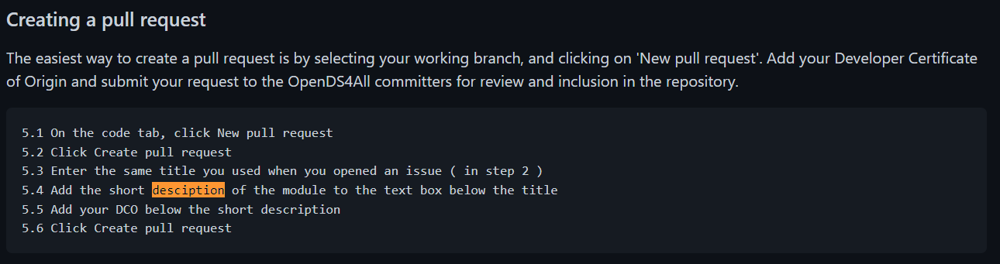 Creating a pull request
The easiest way to create a pull request is by selecting your working branch, and clicking on 'New pull request'. Add your Developer Certificate
of Origin and submit your request to the OpenDS4All committers for review and inclusion in the repository.
5.1 On the code tab, click New pull request
5.2 Click Create pull request
5.3 Enter the same title you used when you opened an issue ( in step 2 )
5.4 Add the short desciption of the module to the text box below the title
5.5 Add your DCO below the short description
5.6 Click Create pull request